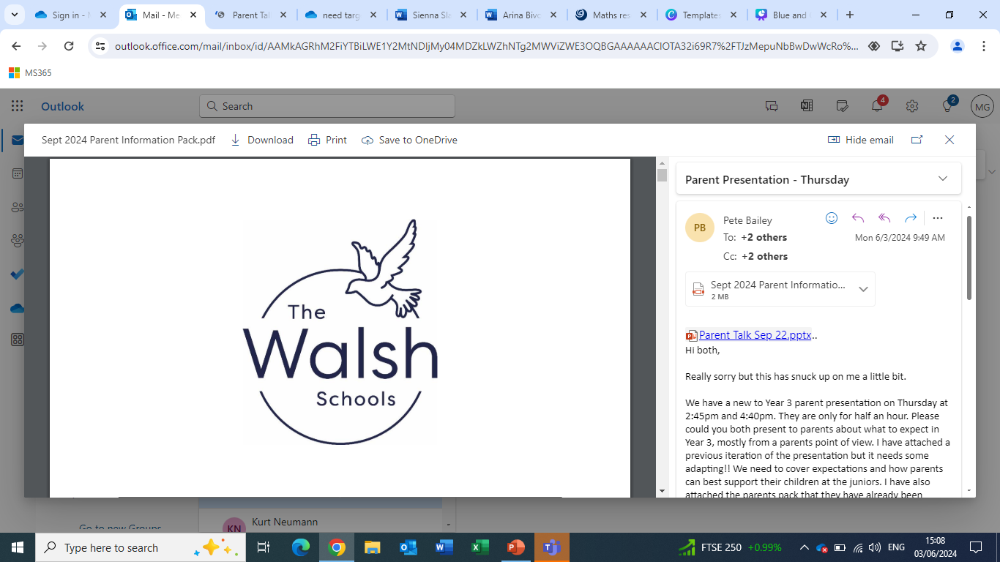 Sign in - M
Mail - Me
Parent Tal
need targ
Sienna Sla
Arina Bivo
Maths res
Templates
Blue and
outlook.office.com/mail/inbox/id/AAMkAGRhM2FiYTBiLWE1Y2MtNDljMy04MDZkLWZhNTg2MWViZWE3OQBGAAAAAACIOTA32i69R7%2FTJzMepuNbBwDwWcRo%...
MS365
Outlook
Search
4
2
MG
Sept 2024 Parent Information Pack.pdf
Download
Print
Save to OneDrive
Hide email
The
Walsh
Schools
Parent Presentation - Thursday
PB
Pete Bailey
To: +2 others
Mon 6/3/2024 9:49 AM
Cc: +2 others
Sept 2024 Parent Informatio...
2 MB
Parent Talk Sep 22.pptx..
Hi both,
Really sorry but this has snuck up on me a little bit.
We have a new to Year 3 parent presentation on Thursday at
2:45pm and 4:40pm. They are only for half an hour. Please
could you both present to parents about what to expect in
Year 3, mostly from a parents point of view. I have attached a
previous iteration of the presentation but it needs some
adapting!! We need to cover expectations and how parents
can best support their children at the juniors. I have also
attached the parents pack that they have already been
Go to new Groups
KN
Kurt Neumann
Type here to search
FTSE 250 +0.99%
ENG
15:08
03/06/2024